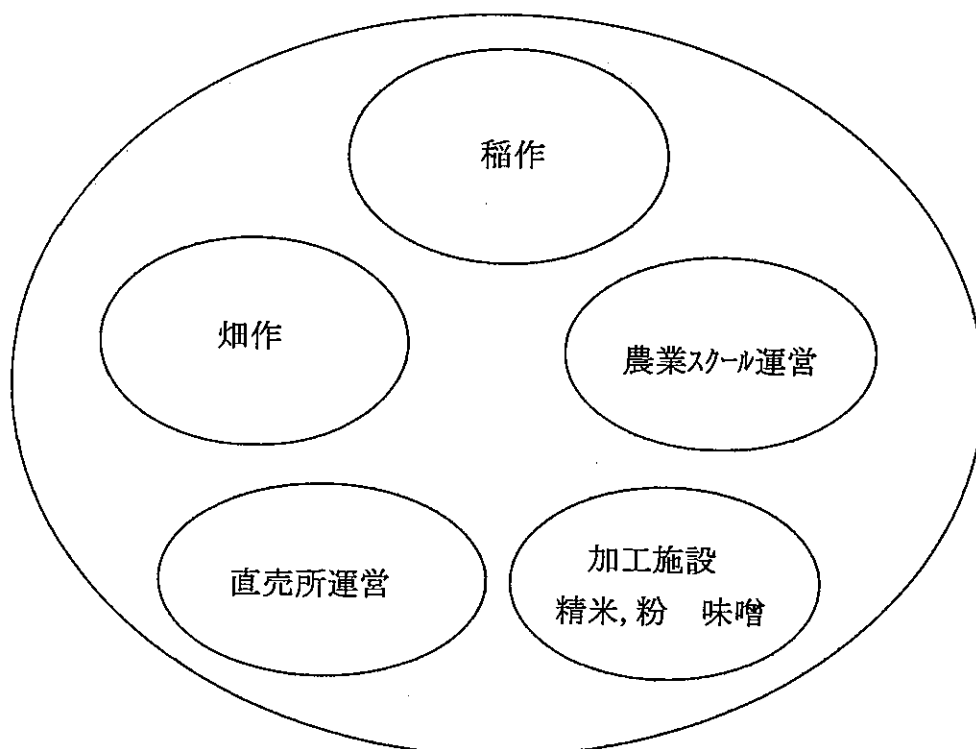 稲作
畑作
農業ｽｸｰﾙ運営
直売所運営
加工施設
精米,粉　味噌